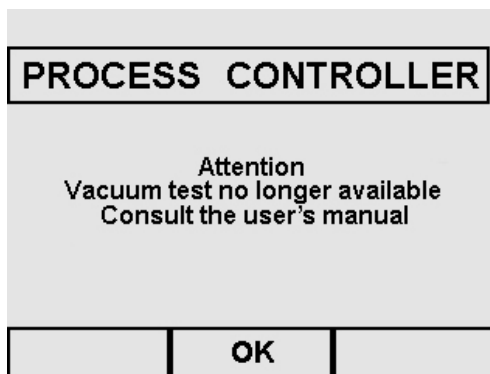 PROCESS CONTROLLER
Attention
Vacuum test no longer available
Consult the user's manual
OK